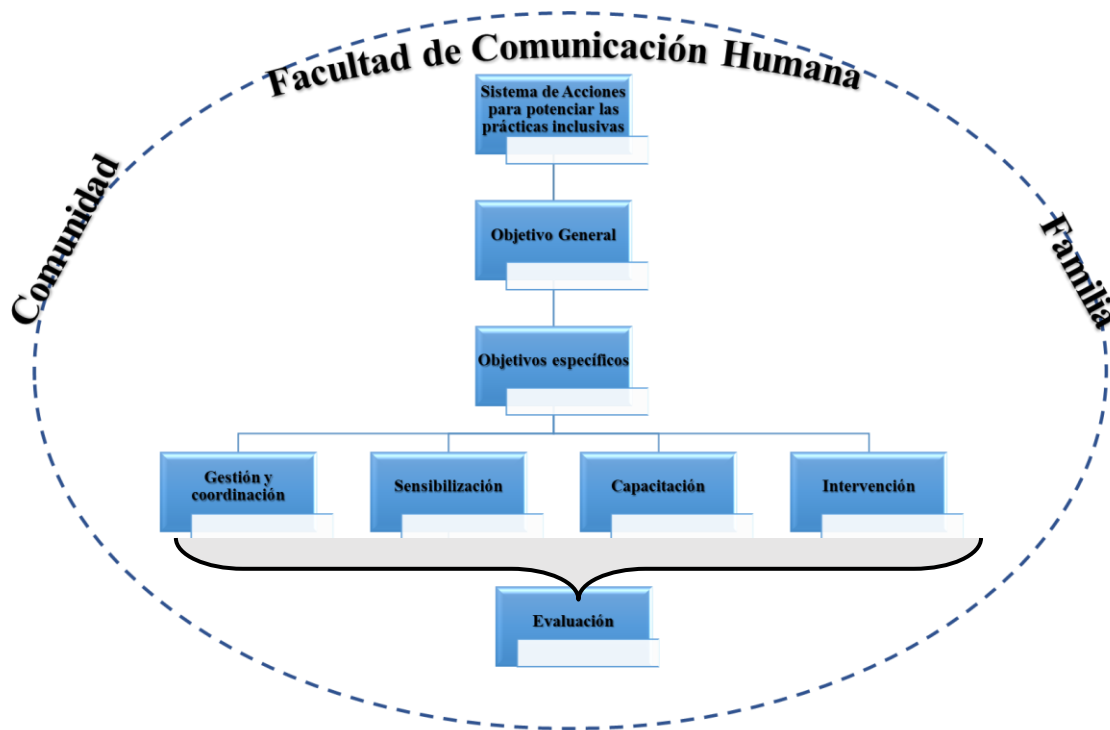 Facultad de Comunicación Humana
Comunidad
Familia
Sistema de Acciones
para potenciar las
prácticas inclusivas
Objetivo General
Objetivos específicos
Gestión y
coordinación
Sensibilización
Capacitación
Intervención
Evaluación